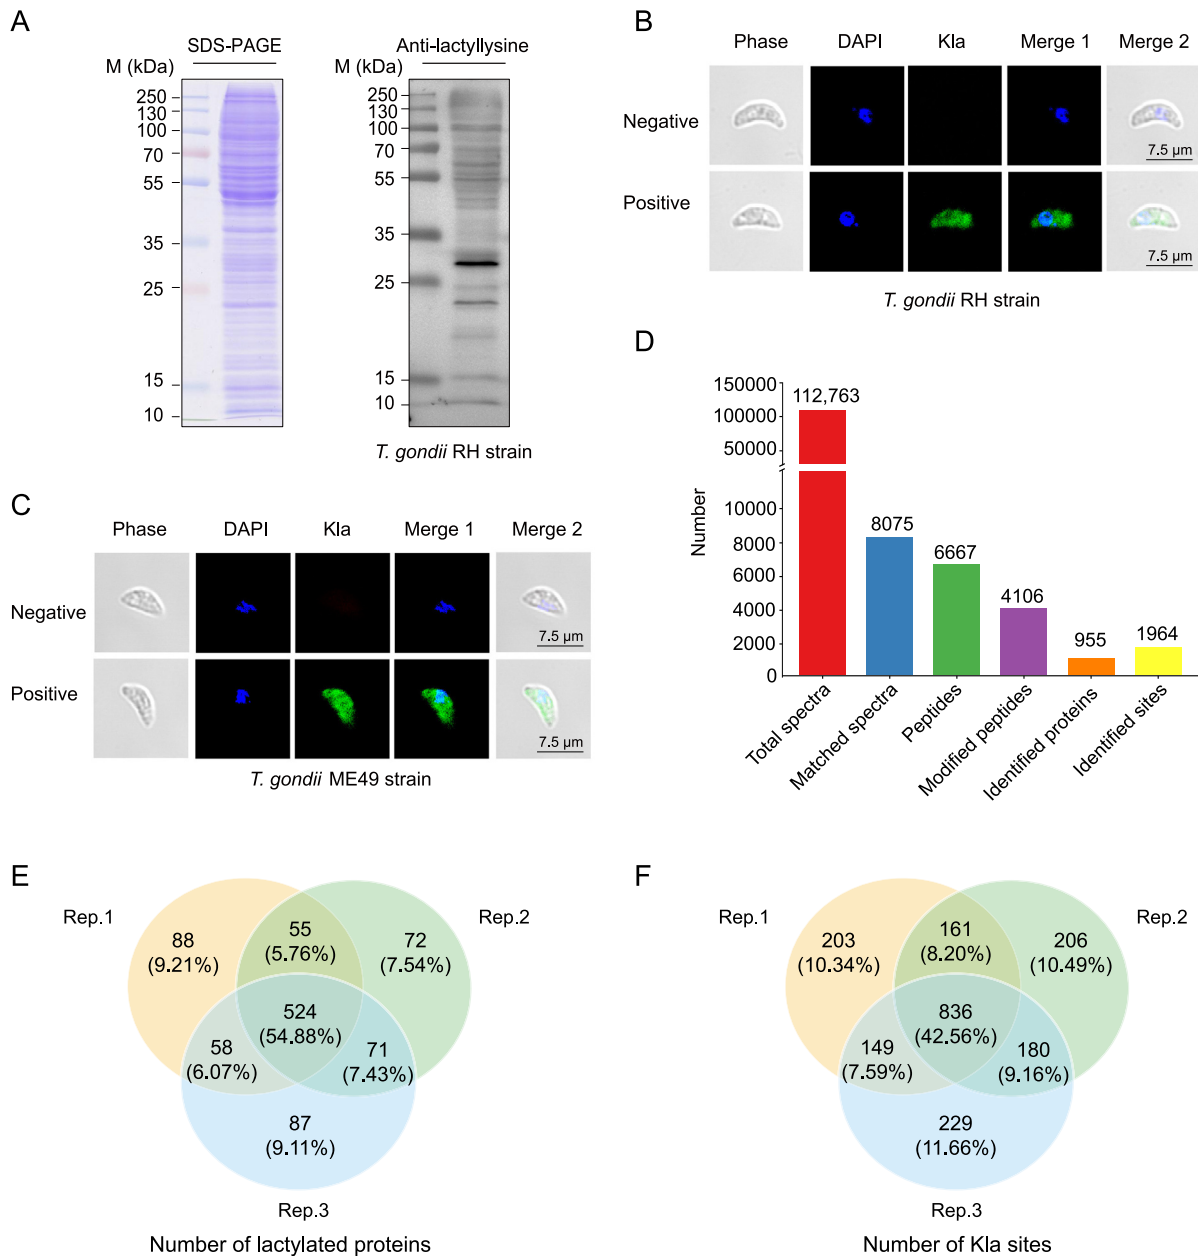 A
SDS-PAGE
M (kDa)
250
130
100
70
55
35
25
15
10
Anti-lactyllysine
M (kDa)
250
130
100
70
55
35
25
15
10
T. gondii RH strain
B
Phase DAPI Kla Merge 1 Merge 2
Negative
7.5 µm
Positive
7.5 µm
T. gondii RH strain
C
Phase DAPI Kla Merge 1 Merge 2
Negative
7.5 µm
Positive
7.5 µm
T. gondii ME49 strain
D
Number
150000
100000
50000
10000
8000
6000
4000
2000
0
112,763
8075
6667
4106
955
1964
Total spectra
Matched spectra
Peptides
Modified peptides
Identified proteins
Identified sites
E
Rep.1
Rep.2
88
(9.21%)
55
(5.76%)
72
(7.54%)
524
(54.88%)
58
(6.07%)
71
(7.43%)
87
(9.11%)
Rep.3
Number of lactylated proteins
F
Rep.1
Rep.2
203
(10.34%)
161
(8.20%)
206
(10.49%)
836
(42.56%)
149
(7.59%)
180
(9.16%)
229
(11.66%)
Rep.3
Number of Kla sites